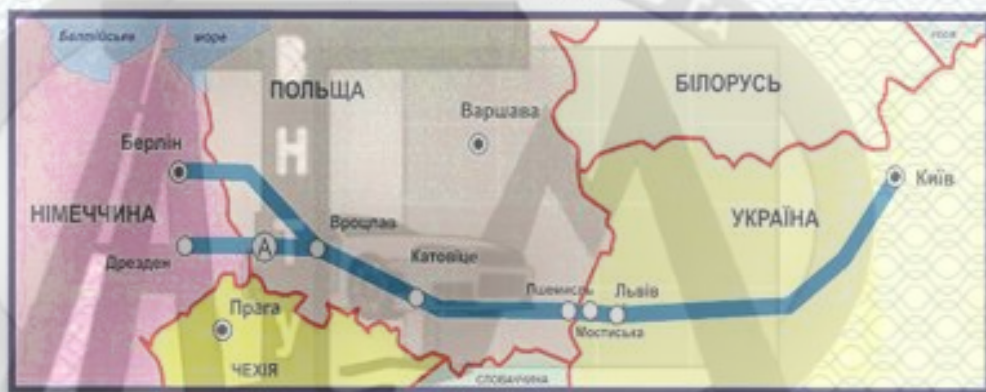 Балтійське море
ПОЛЬЩА
БІЛОРУСЬ
Варшава
Берлін
Київ
НІМЕЧЧИНА
УКРАЇНА
Вроцлав
А
Дрезден
Катовіце
Пшемисль
Львів
Мостиська
Прага
ЧЕХІЯ
СЛОВАЧЧИНА